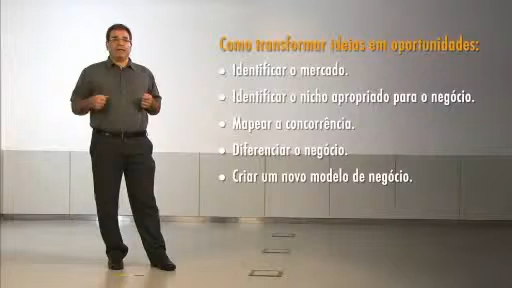 Como transformar ideias em oportunidades:
• Identificar o mercado.
• Identificar o nicho apropriado para o negócio.
• Mapear a concorrência.
• Diferenciar o negócio.
• Criar um novo modelo de negócio.